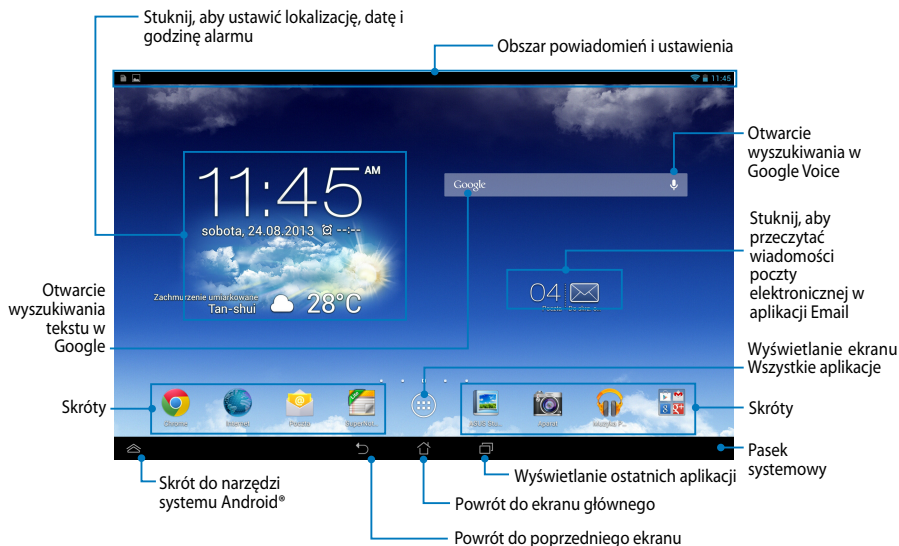 Stuknij, aby ustawić lokalizację, datę i
godzinę alarmu
Obszar powiadomień i ustawienia
11:45
Otwarcie
wyszukiwania w
Google Voice
11:45 AM
sobota, 24.08.2013 --:--
Zachmurzenie umiarkowane
Tan-shui
28°C
Google
Stuknij, aby
przeczytać
wiadomości
poczty
elektronicznej w
aplikacji Email
04
Poczta
Otwarcie
wyszukiwania
tekstu w
Google
Wyświetlanie ekranu
Wszystkie aplikacje
Skróty
Chrome
Internet
Poczta
Aparat
Muzyka P...
Skróty
Pasek
systemowy
Skrót do narzędzi
systemu Android®
Wyświetlanie ostatnich aplikacji
Powrót do ekranu głównego
Powrót do poprzedniego ekranu